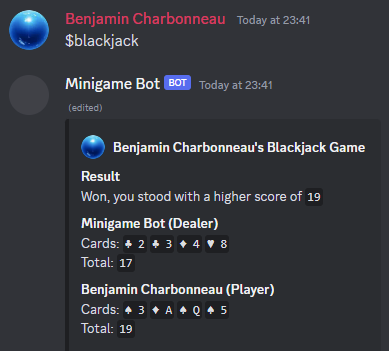 Benjamin Charbonneau Today at 23:41
$blackjack
Minigame Bot BOT Today at 23:41
(edited)
Benjamin Charbonneau's Blackjack Game
Result
Won, you stood with a higher score of 19
Minigame Bot (Dealer)
Cards: ♣ 2 ♣ 3 ♦ 4 ♥ 8
Total: 17
Benjamin Charbonneau (Player)
Cards: ♠ 3 ♦ A ♠ Q ♠ 5
Total: 19